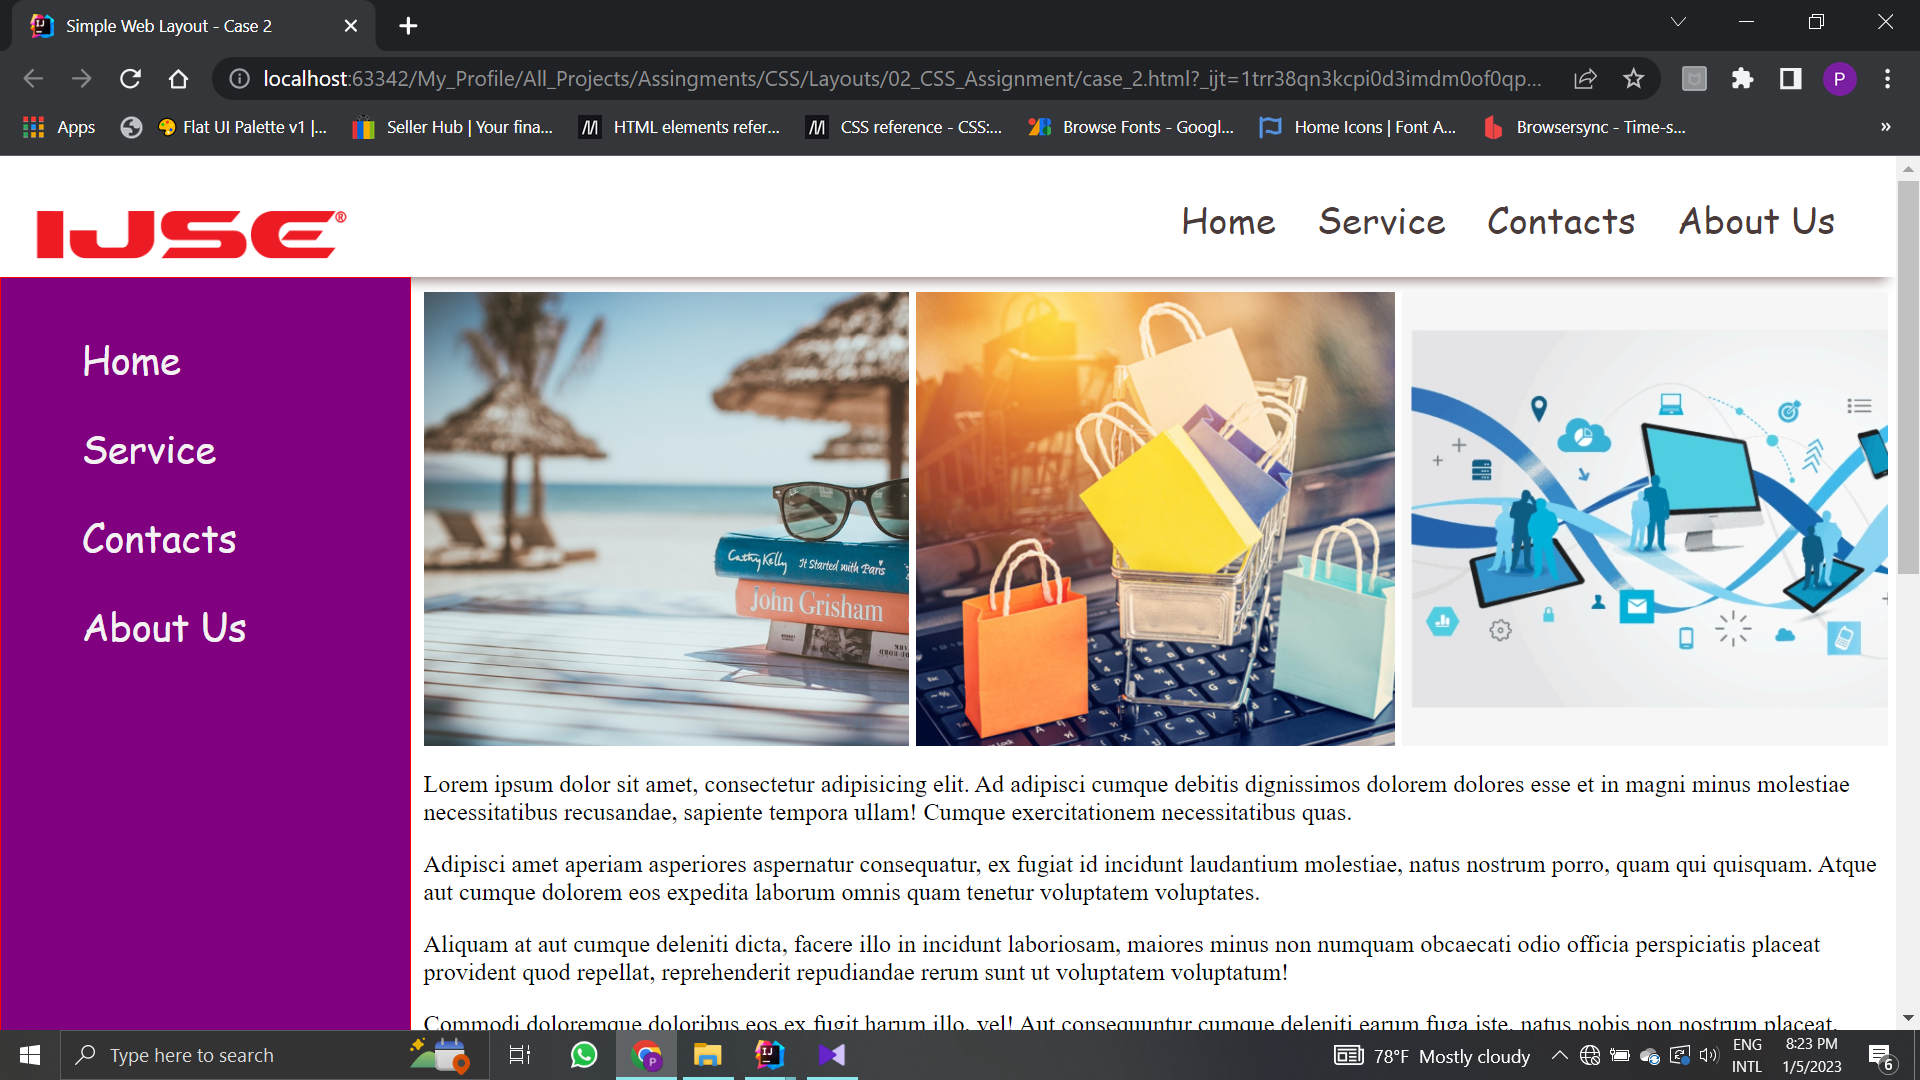 Simple Web Layout - Case 2
localhost:63342/My_Profile/All_Projects/Assingments/CSS/Layouts/02_CSS_Assignment/case_2.html?_ijt=1trr38qn3kcpi0d3imdm0of0qp...
P
Apps
Flat UI Palette v1 |...
Seller Hub | Your fina...
HTML elements refer...
CSS reference - CSS:...
Browse Fonts - Googl...
Home Icons | Font A...
Browsersync - Time-s...
»
IJSE®
Home Service Contacts About Us
Home
Service
Contacts
About Us
Cathy Kelly It Started with Paris
John Grisham
Lorem ipsum dolor sit amet, consectetur adipisicing elit. Ad adipisci cumque debitis dignissimos dolorem dolores esse et in magni minus molestiae
necessitatibus recusandae, sapiente tempora ullam! Cumque exercitationem necessitatibus quas.
Adipisci amet aperiam asperiores aspernatur consequatur, ex fugiat id incidunt laudantium molestiae, natus nostrum porro, quam qui quisquam. Atque
aut cumque dolorem eos expedita laborum omnis quam tenetur voluptatem voluptates.
Aliquam at aut cumque deleniti dicta, facere illo in incidunt laboriosam, maiores minus non numquam obcaecati odio officia perspiciatis placeat
provident quod repellat, reprehenderit repudiandae rerum sunt ut voluptatem voluptatum!
Commodi doloremque doloribus eos ex fugit harum illo, vel! Aut consequuntur cumque deleniti earum fuga iste, natus nobis non nostrum placeat,
Type here to search
78°F Mostly cloudy
ENG
INTL
8:23 PM
1/5/2023
6